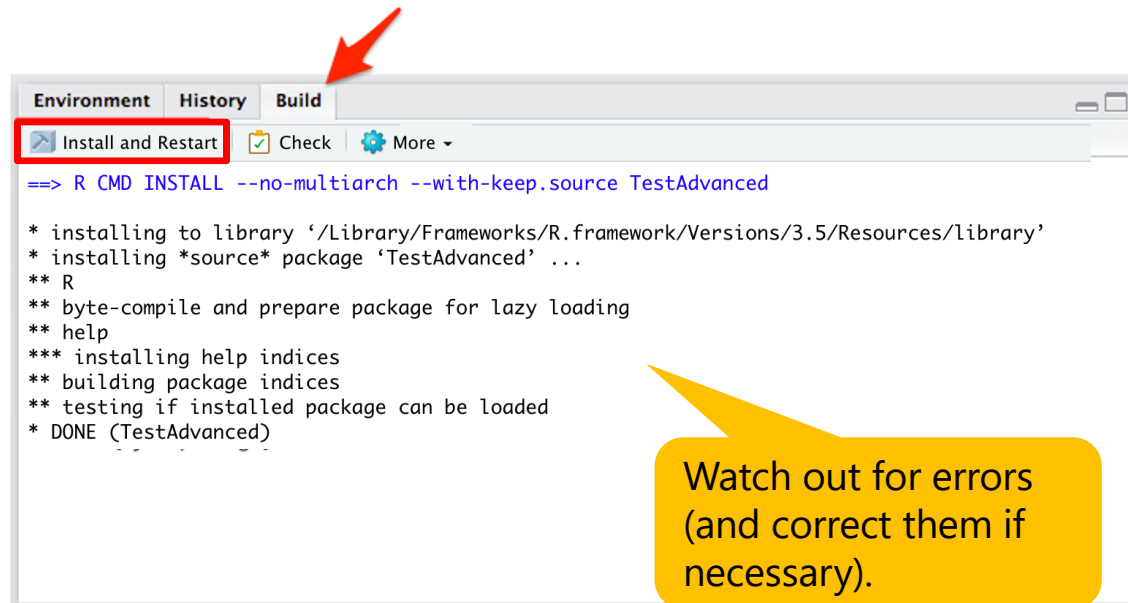 Environment History Build
Install and Restart Check More
==> R CMD INSTALL --no-multiarch --with-keep.source TestAdvanced
* installing to library ‘/Library/Frameworks/R.framework/Versions/3.5/Resources/library’
* installing *source* package ‘TestAdvanced’ ...
** R
** byte-compile and prepare package for lazy loading
** help
*** installing help indices
** building package indices
** testing if installed package can be loaded
* DONE (TestAdvanced)
Watch out for errors
(and correct them if
necessary).